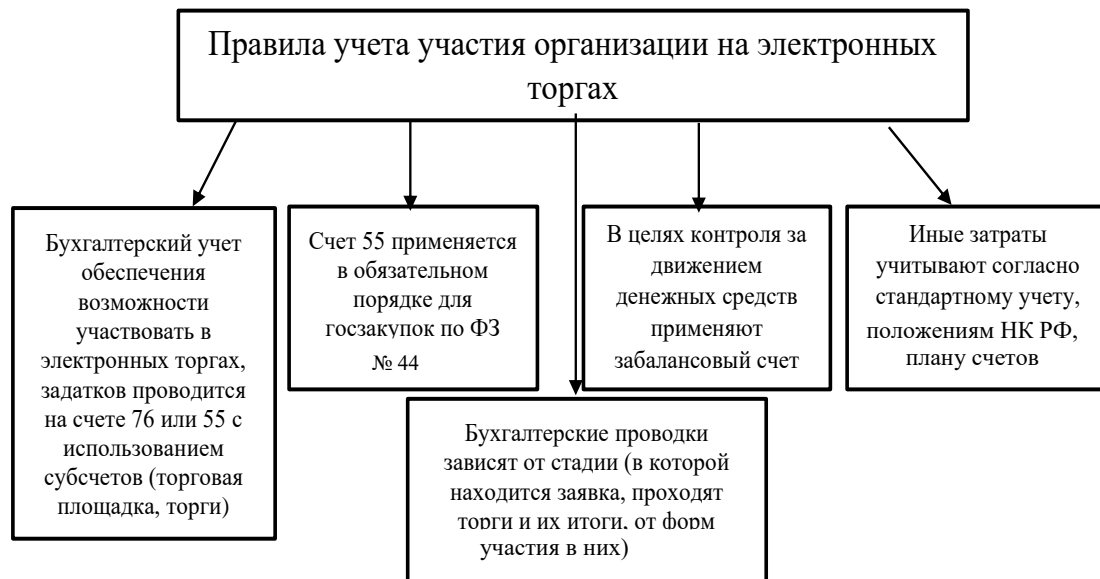 Правила учета участия организации на электронных
торгах
Бухгалтерский учет
обеспечения
возможности
участвовать в
электронных торгах,
задатков проводится
на счете 76 или 55 с
использованием
субсчетов (торговая
площадка, торги)
Счет 55 применяется
в обязательном
порядке для
госзакупок по ФЗ
№ 44
В целях контроля за
движением
денежных средств
применяют
забалансовый счет
Иные затраты
учитывают согласно
стандартному учету,
положениям НК РФ,
плану счетов
Бухгалтерские проводки
зависят от стадии (в которой
находится заявка, проходят
торги и их итоги, от форм
участия в них)